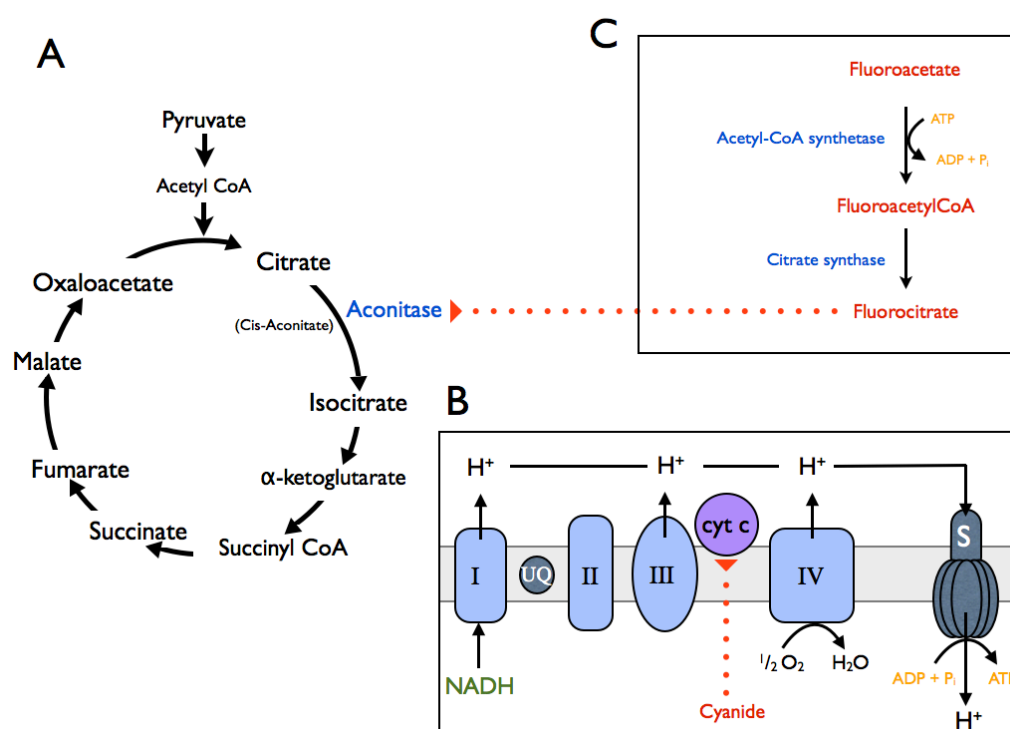 A
C
Pyruvate
Acetyl CoA
Citrate
Oxaloacetate
Aconitase
(Cis-Aconitate)
Malate
Isocitrate
Fumarate
α-ketoglutarate
Succinate
Succinyl CoA
Fluoroacetate
ATP
Acetyl-CoA synthetase
ADP + Pi
FluoroacetylCoA
Citrate synthase
Fluorocitrate
B
H+ H+ H+
cyt c
S
I UQ II III IV
1/2 O2 H2O
NADH
ADP + Pi
Cyanide
H+